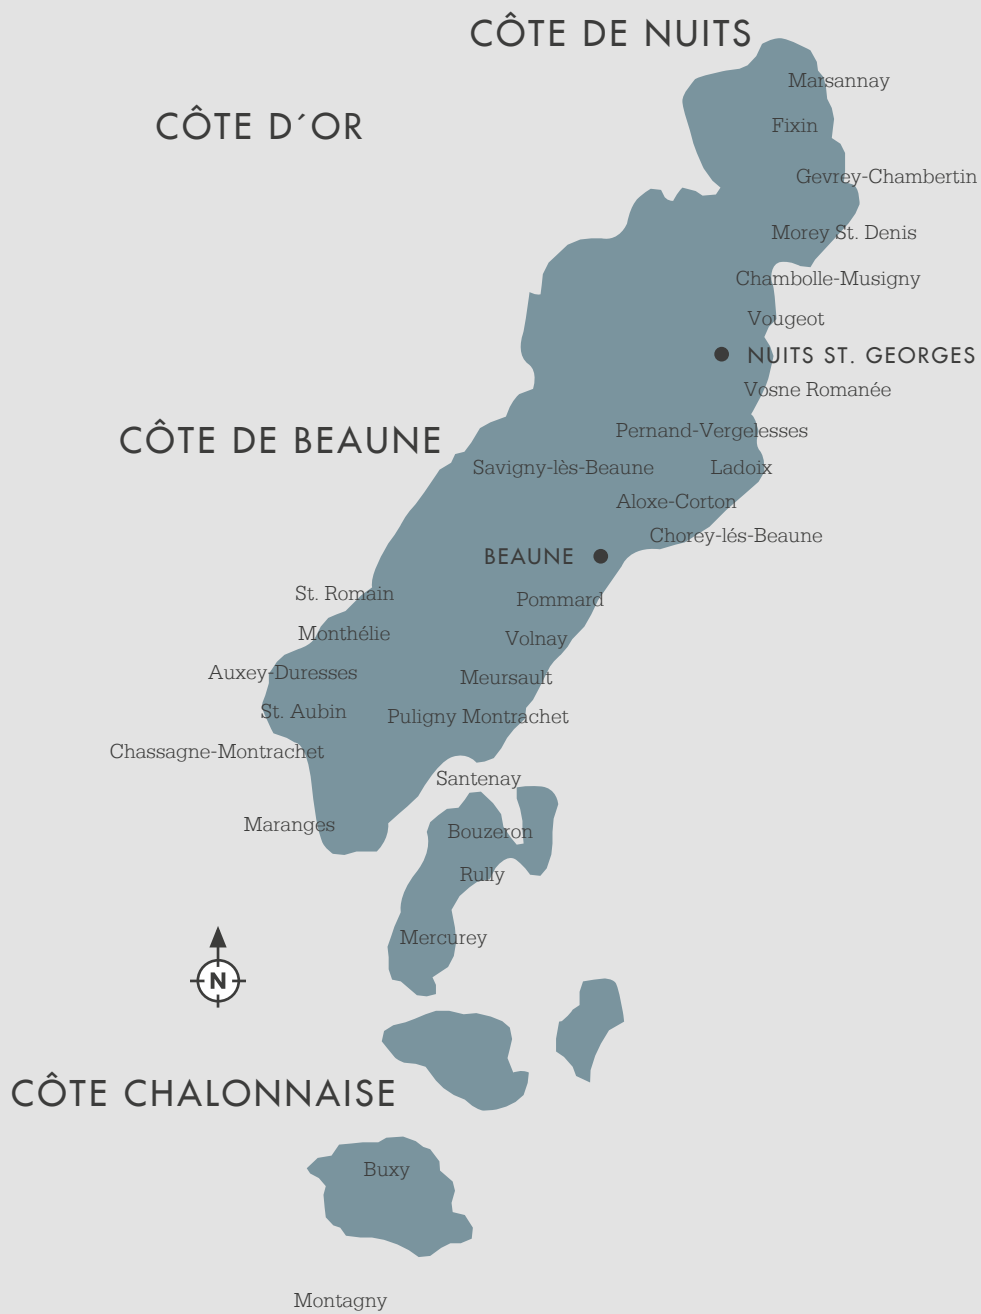 CÔTE DE NUITS
Marsannay
CÔTE D´OR
Fixin
Gevrey-Chambertin
Morey St. Denis
Chambolle-Musigny
Vougeot
NUITS ST. GEORGES
Vosne Romanée
Pernand-Vergelesses
CÔTE DE BEAUNE
Savigny-lès-Beaune
Ladoix
Aloxe-Corton
Chorey-lés-Beaune
BEAUNE
St. Romain
Pommard
Monthélie
Volnay
Auxey-Duresses
Meursault
St. Aubin
Puligny Montrachet
Chassagne-Montrachet
Santenay
Maranges
Bouzeron
Rully
Mercurey
N
CÔTE CHALONNAISE
Buxy
Montagny